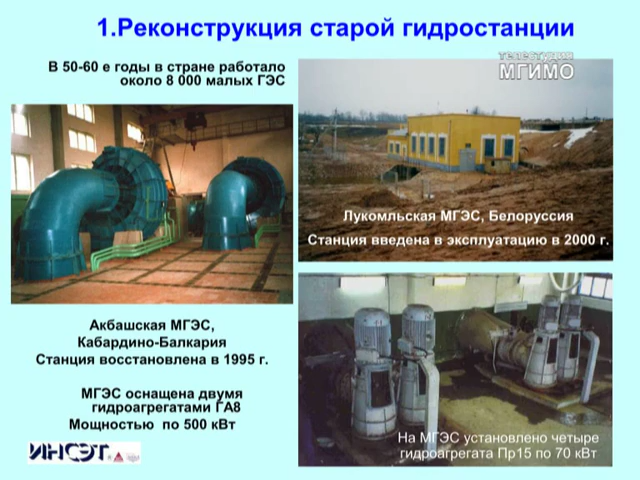 1.Реконструкция старой гидростанции
В 50-60 е годы в стране работало
около 8 000 малых ГЭС
телестудия
МГИМО
Лукомльская МГЭС, Белоруссия
Станция введена в эксплуатацию в 2000 г.
Акбашская МГЭС,
Кабардино-Балкария
Станция восстановлена в 1995 г.
МГЭС оснащена двумя
гидроагрегатами ГА8
Мощностью по 500 кВт
На МГЭС установлено четыре
гидроагрегата Пр15 по 70 кВт
ИНСЭТ